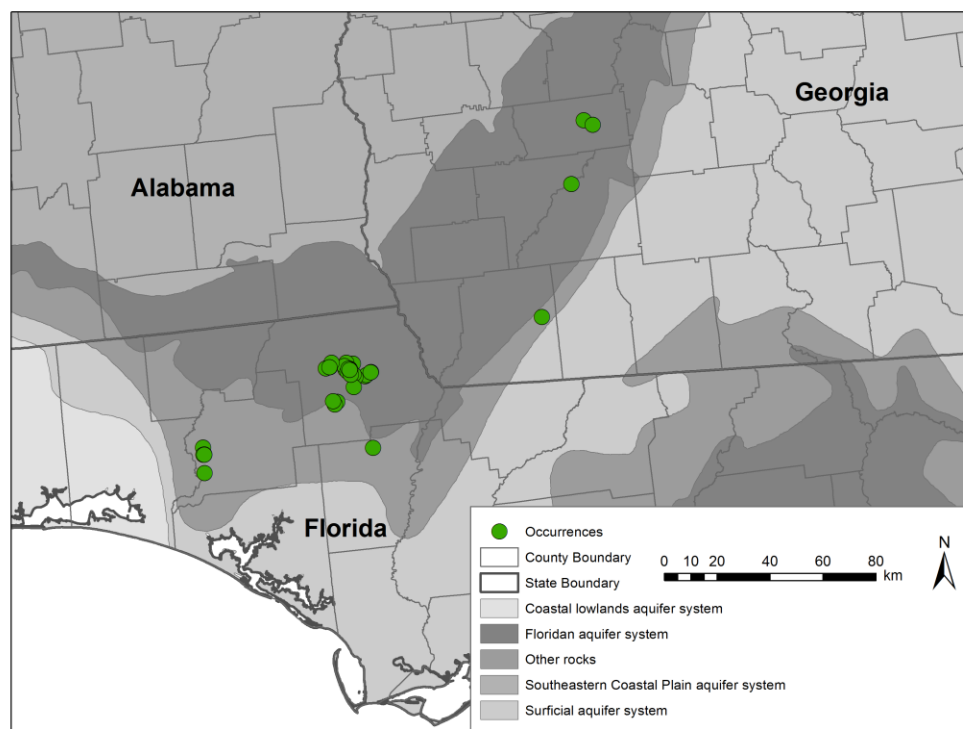 Georgia
Alabama
Florida
Occurrences
County Boundary
State Boundary
Coastal lowlands aquifer system
Floridan aquifer system
Other rocks
Southeastern Coastal Plain aquifer system
Surficial aquifer system
0 10 20 40 60 80
km
N